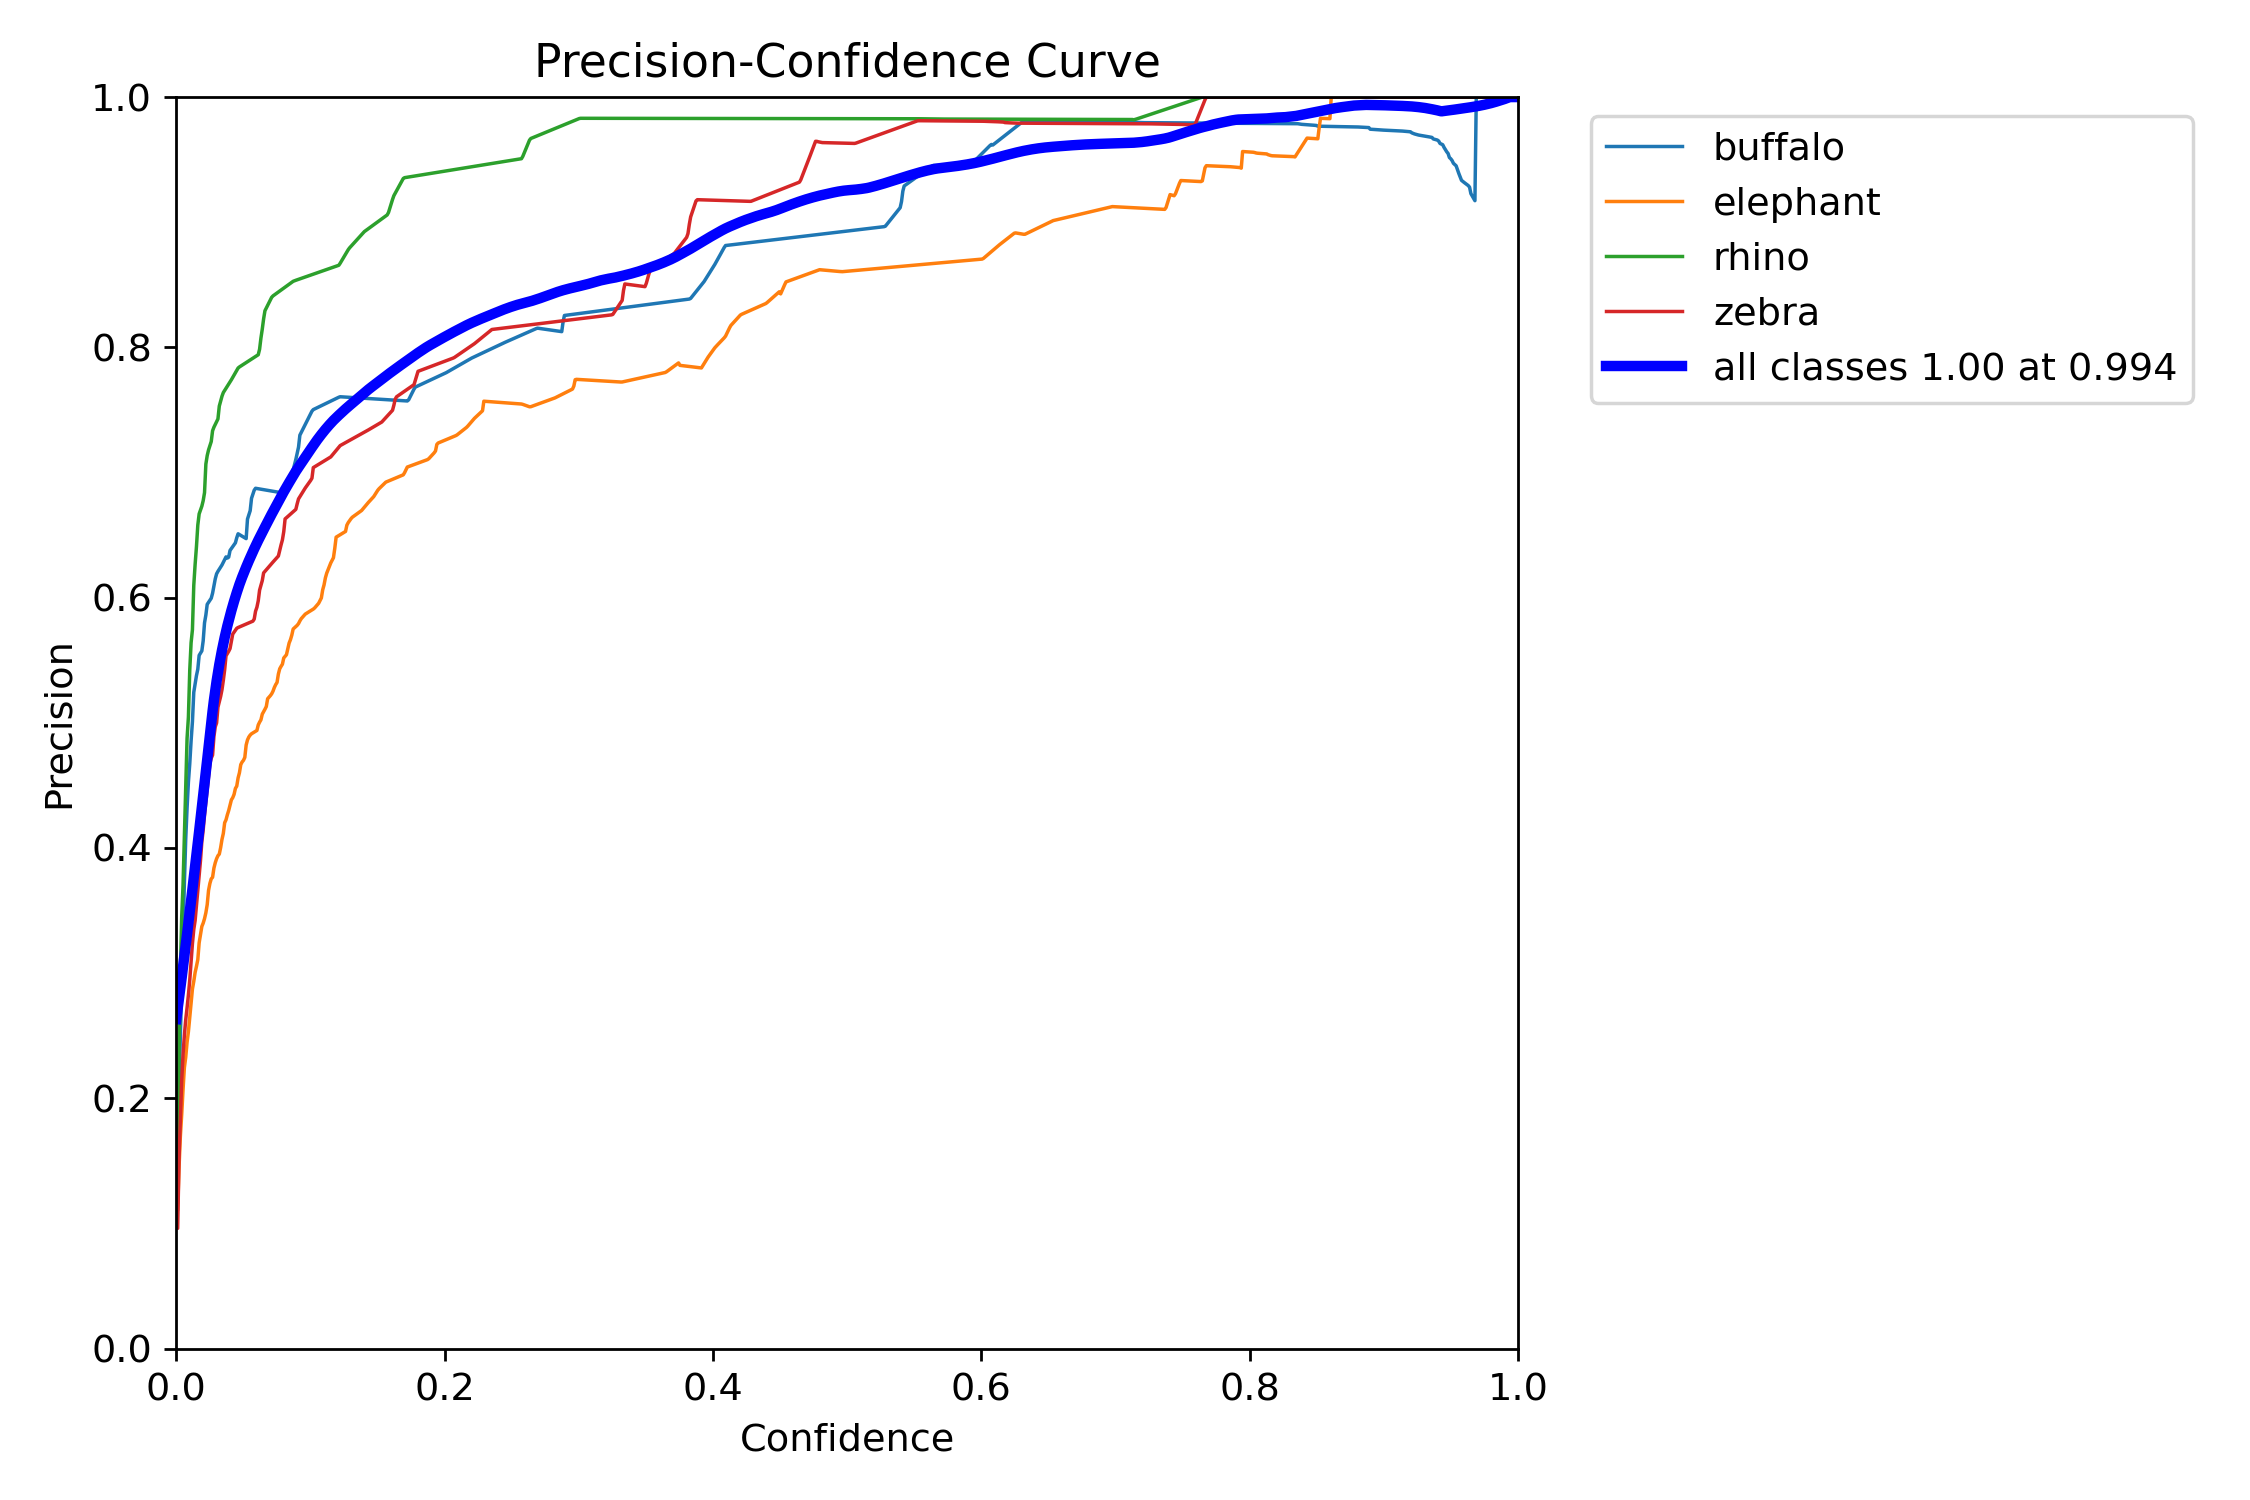 Precision-Confidence Curve
1.0
0.8
0.6
0.4
0.2
0.0
Precision
0.0 0.2 0.4 0.6 0.8 1.0
Confidence
buffalo
elephant
rhino
zebra
all classes 1.00 at 0.994